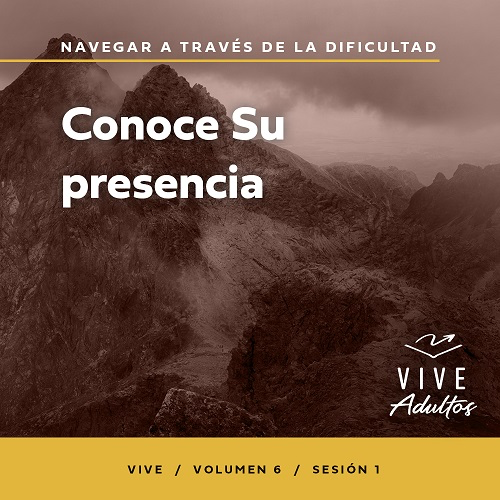 NAVEGAR A TRAVÉS DE LA DIFICULTAD
Conoce Su
presencia
VIVE
Adultos
VIVE / VOLUMEN 6 / SESIÓN 1